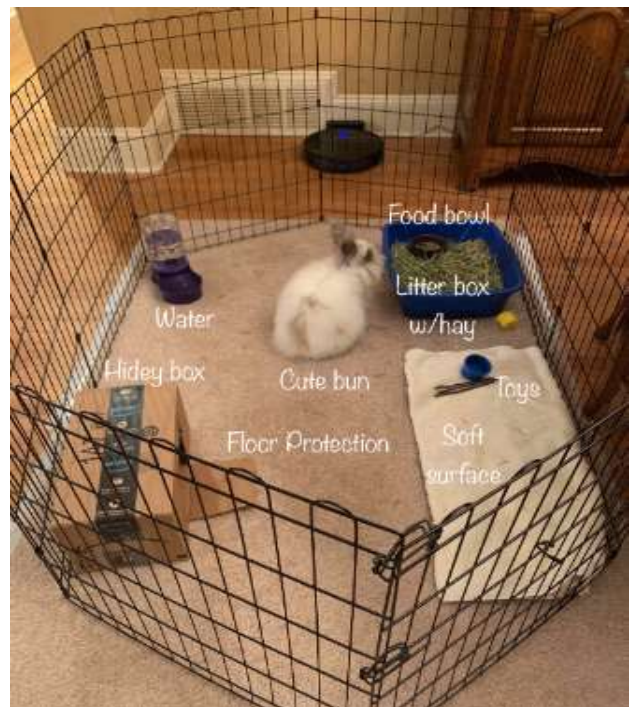 Food bowl
Litter box
w/hay
Water
Hidey box
Cute bun
Toys
Floor Protection
Soft
surface